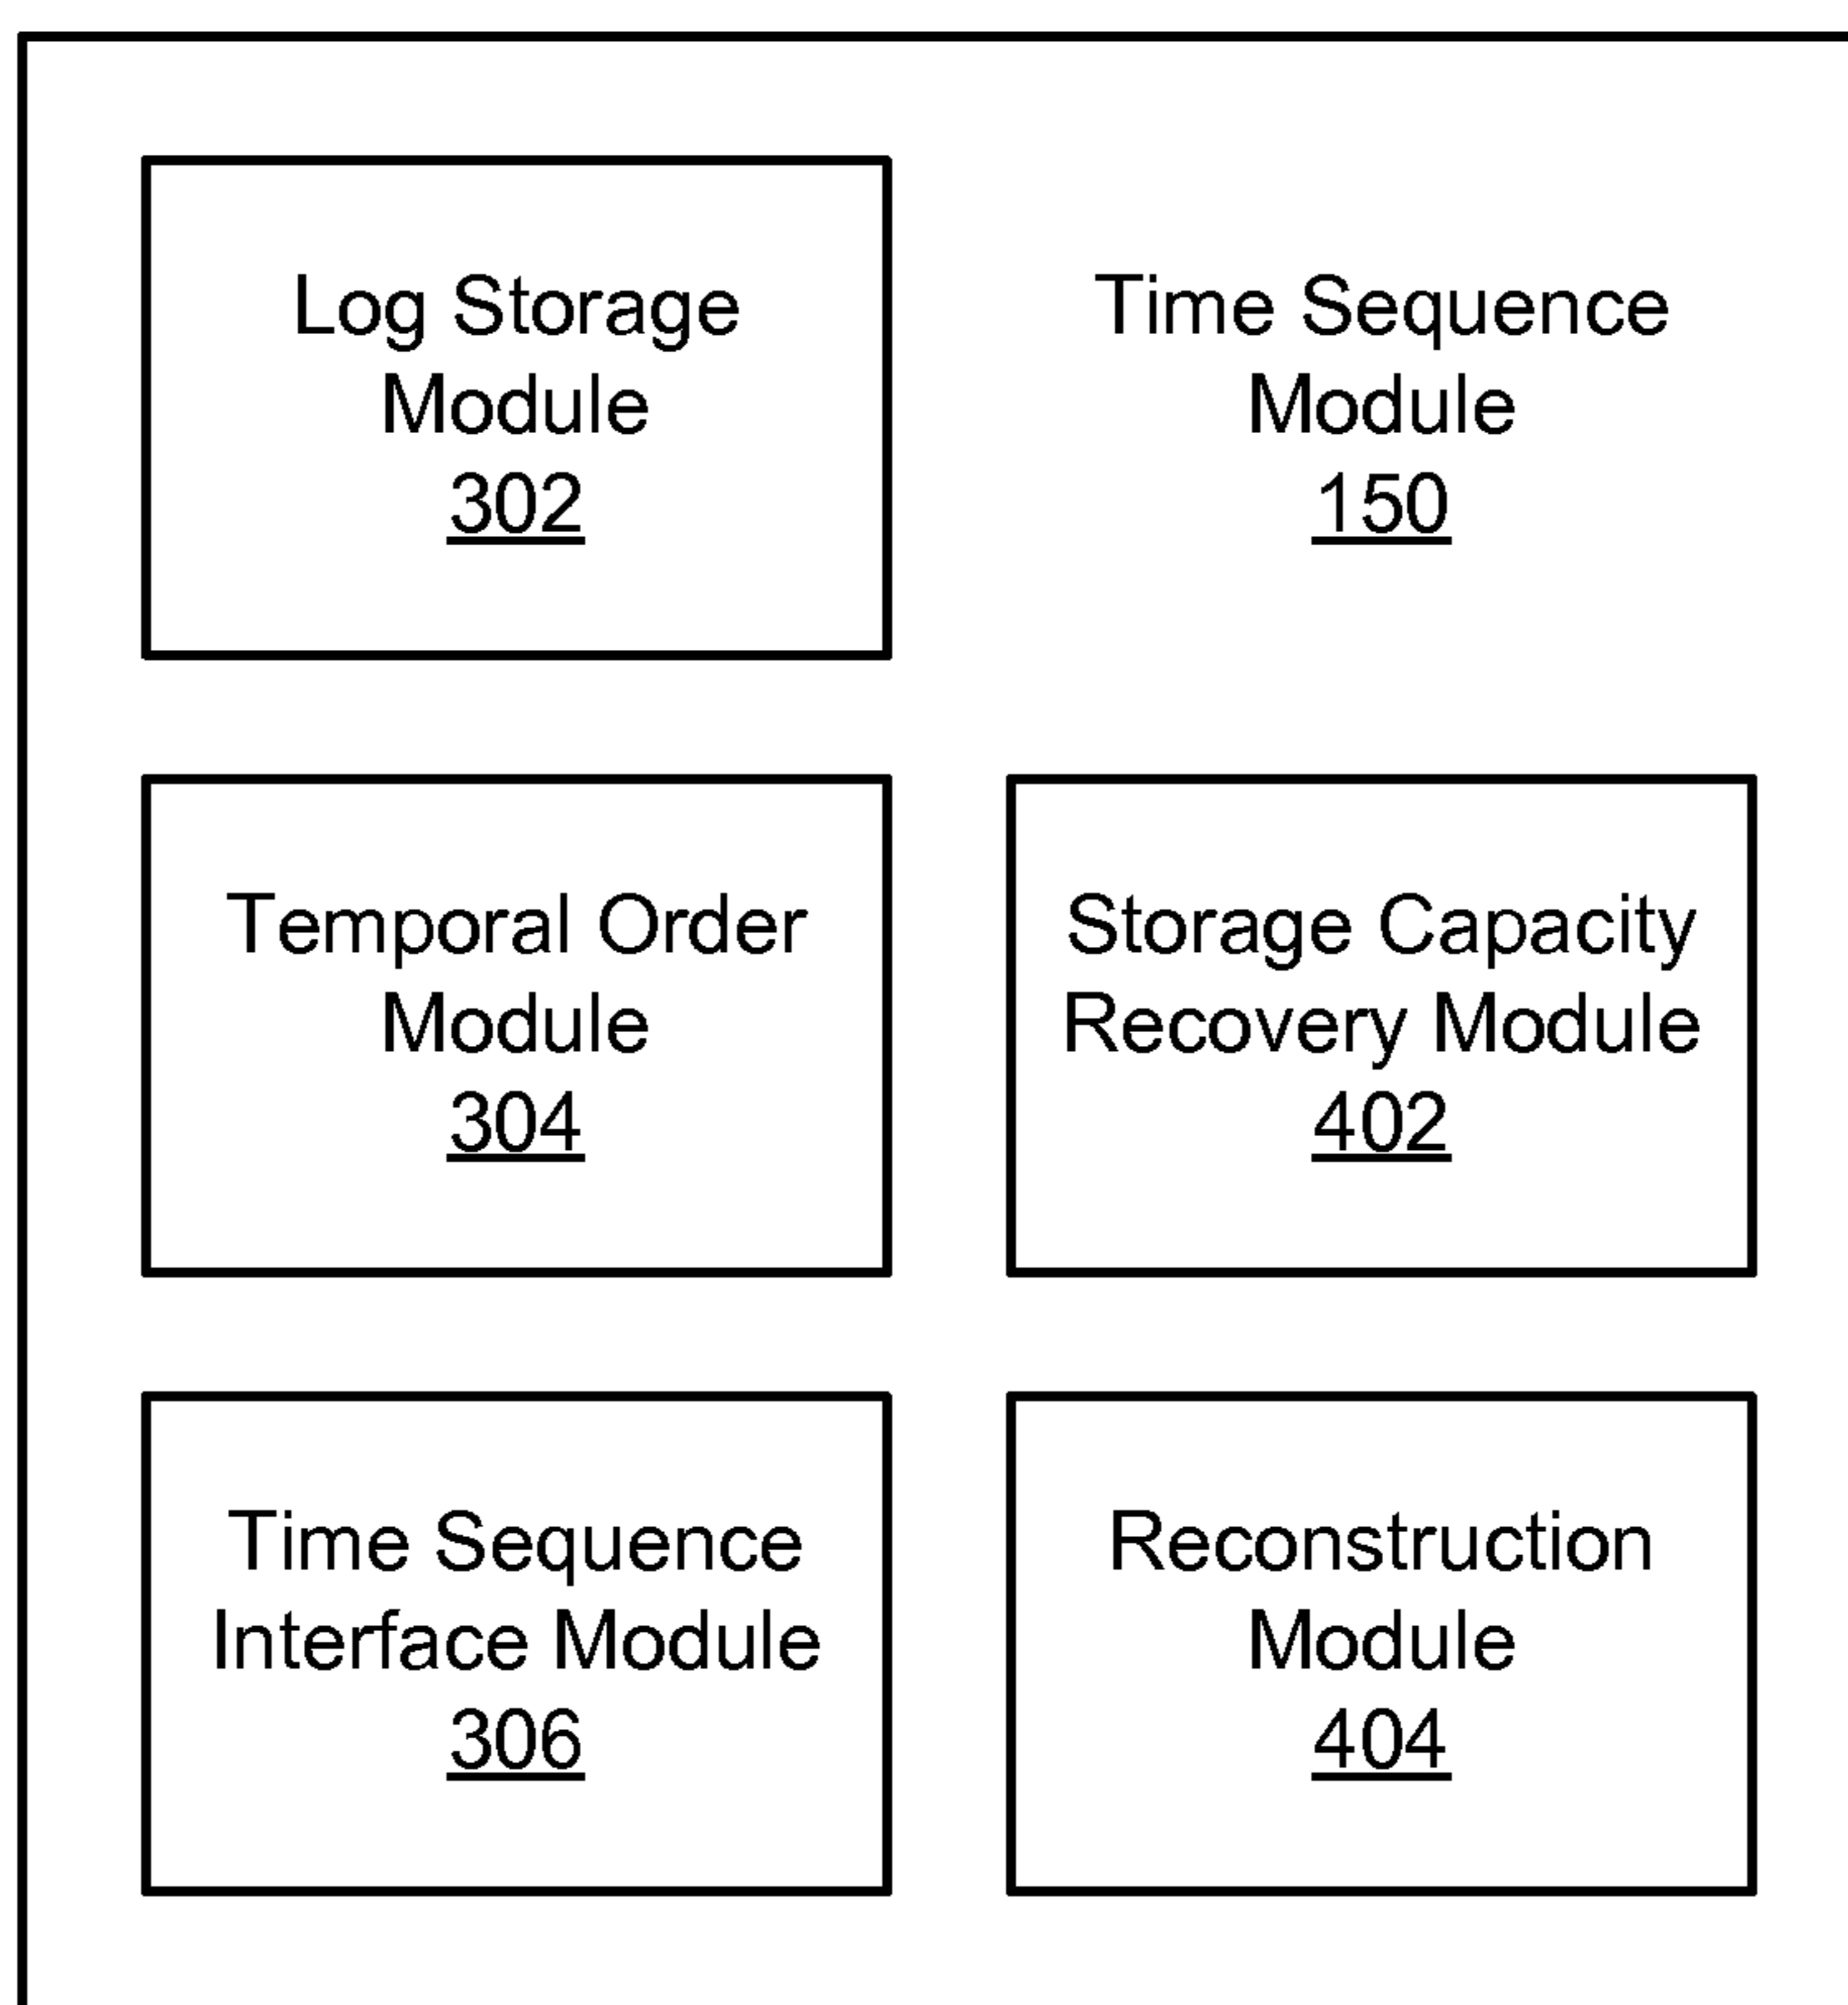 Log Storage
Module
302
Time Sequence
Module
150
Temporal Order
Module
304
Storage Capacity
Recovery Module
402
Time Sequence
Interface Module
306
Reconstruction
Module
404